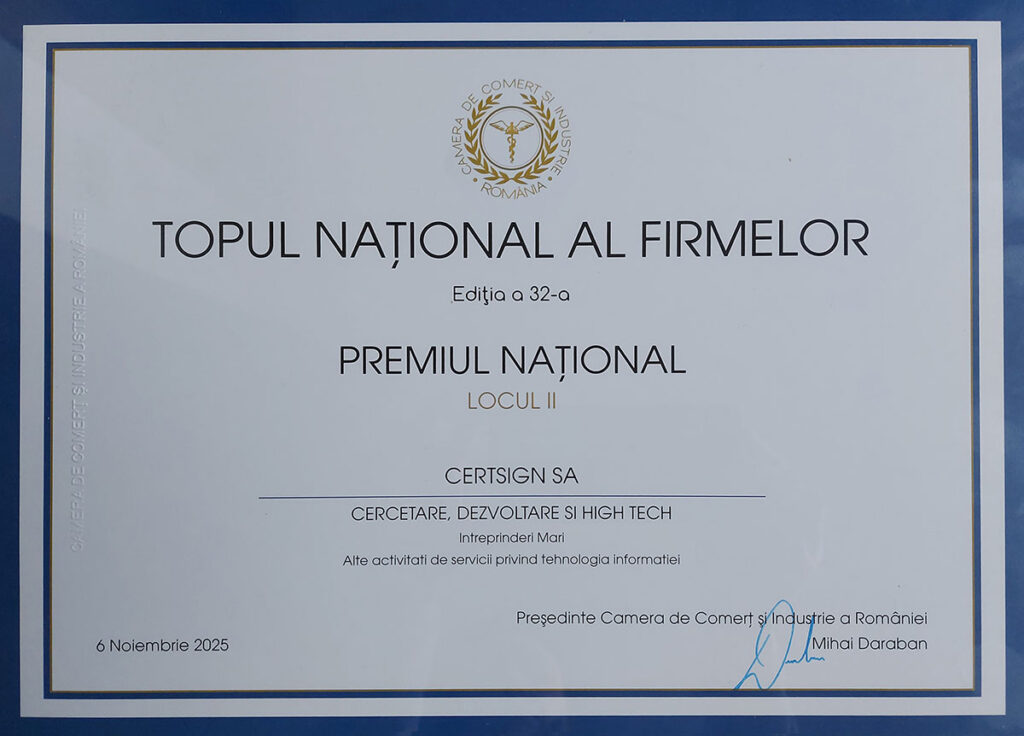 CAMERA DE COMERȚ ȘI INDUSTRIE
ROMÂNIA
TOPUL NAȚIONAL AL FIRMELOR
Ediția a 32-a
PREMIUL NAȚIONAL
LOCUL II
CERTSIGN SA
CERCETARE, DEZVOLTARE SI HIGH TECH
Intreprinderi Mari
Alte activitati de servicii privind tehnologia informatiei
Președinte Camera de Comerț și Industrie a României
Mihai Daraban
6 Noiembrie 2025
CAMERA DE COMERȚ ȘI INDUSTRIE A ROMÂNIEI